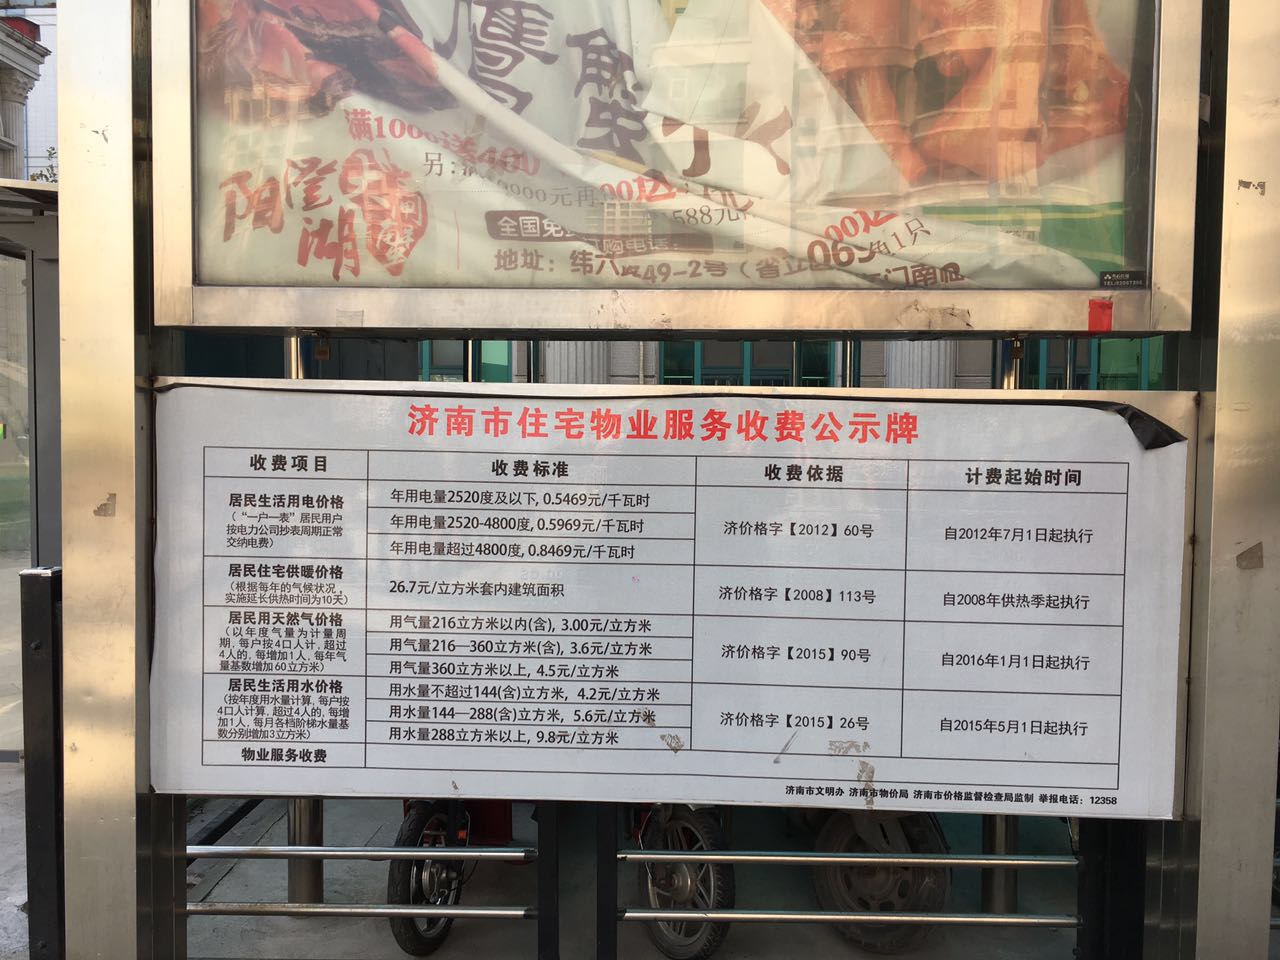 鹰
蟹
满1000送400
另:
900元再
588元
阳澄湖
全国免
订购电话
地址：纬六路49-2号（省立
门南
济南市住宅物业服务收费公示牌
收费项目
收费标准
收费依据
计费起始时间
居民生活用电价格
（“一户一表”居民用户
按电力公司抄表周期正常
交纳电费）
年用电量2520度及以下, 0.5469元/千瓦时
年用电量2520-4800度, 0.5969元/千瓦时
年用电量超过4800度, 0.8469元/千瓦时
济价格字【2012】60号
自2012年7月1日起执行
居民住宅供暖价格
（根据每年的气候状况，
实施延长供热时间为10天）
26.7元/立方米套内建筑面积
济价格字【2008】113号
自2008年供热季起执行
居民用天然气价格
（以年度气量为计量周
期，每户按4口人计，超过
4人的，每增加1人，每年气
量基数增加60立方米）
用气量216立方米以内(含), 3.00元/立方米
用气量216—360立方米(含), 3.6元/立方米
用气量360立方米以上, 4.5元/立方米
济价格字【2015】90号
自2016年1月1日起执行
居民生活用水价格
（按年度用水量计算，每户按
4口人计算，超过4人的，每增
加1人，每月各档阶梯水量基
数分别增加3立方米）
用水量不超过144(含)立方米, 4.2元/立方米
用水量144—288(含)立方米, 5.6元/立方米
用水量288立方米以上, 9.8元/立方米
济价格字【2015】26号
自2015年5月1日起执行
物业服务收费
济南市文明办 济南市物价局 济南市价格监督检查局监制 举报电话：12358